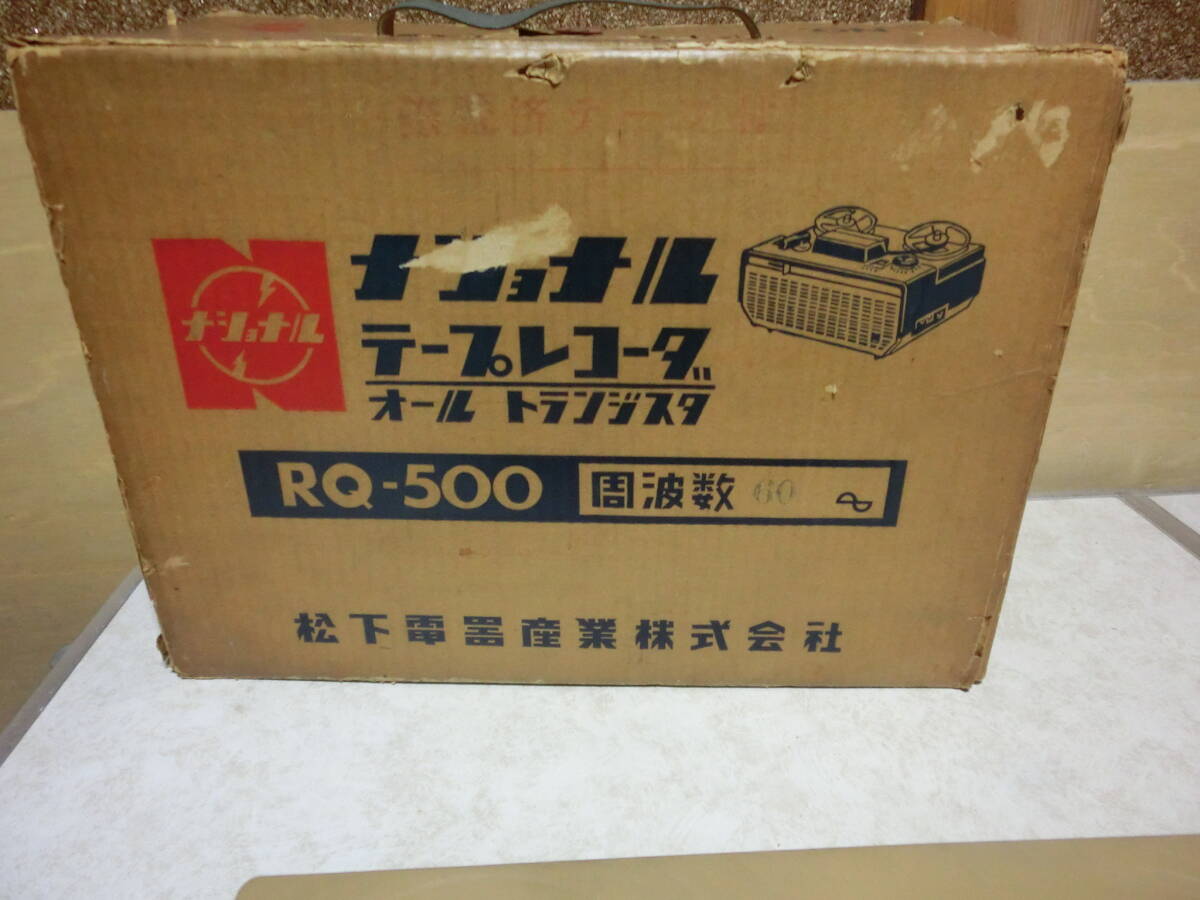 ナショナル
ナショナル
テープレコーダ
オール トランジスタ
RQ-500 周波数 60
松下電器産業株式会社